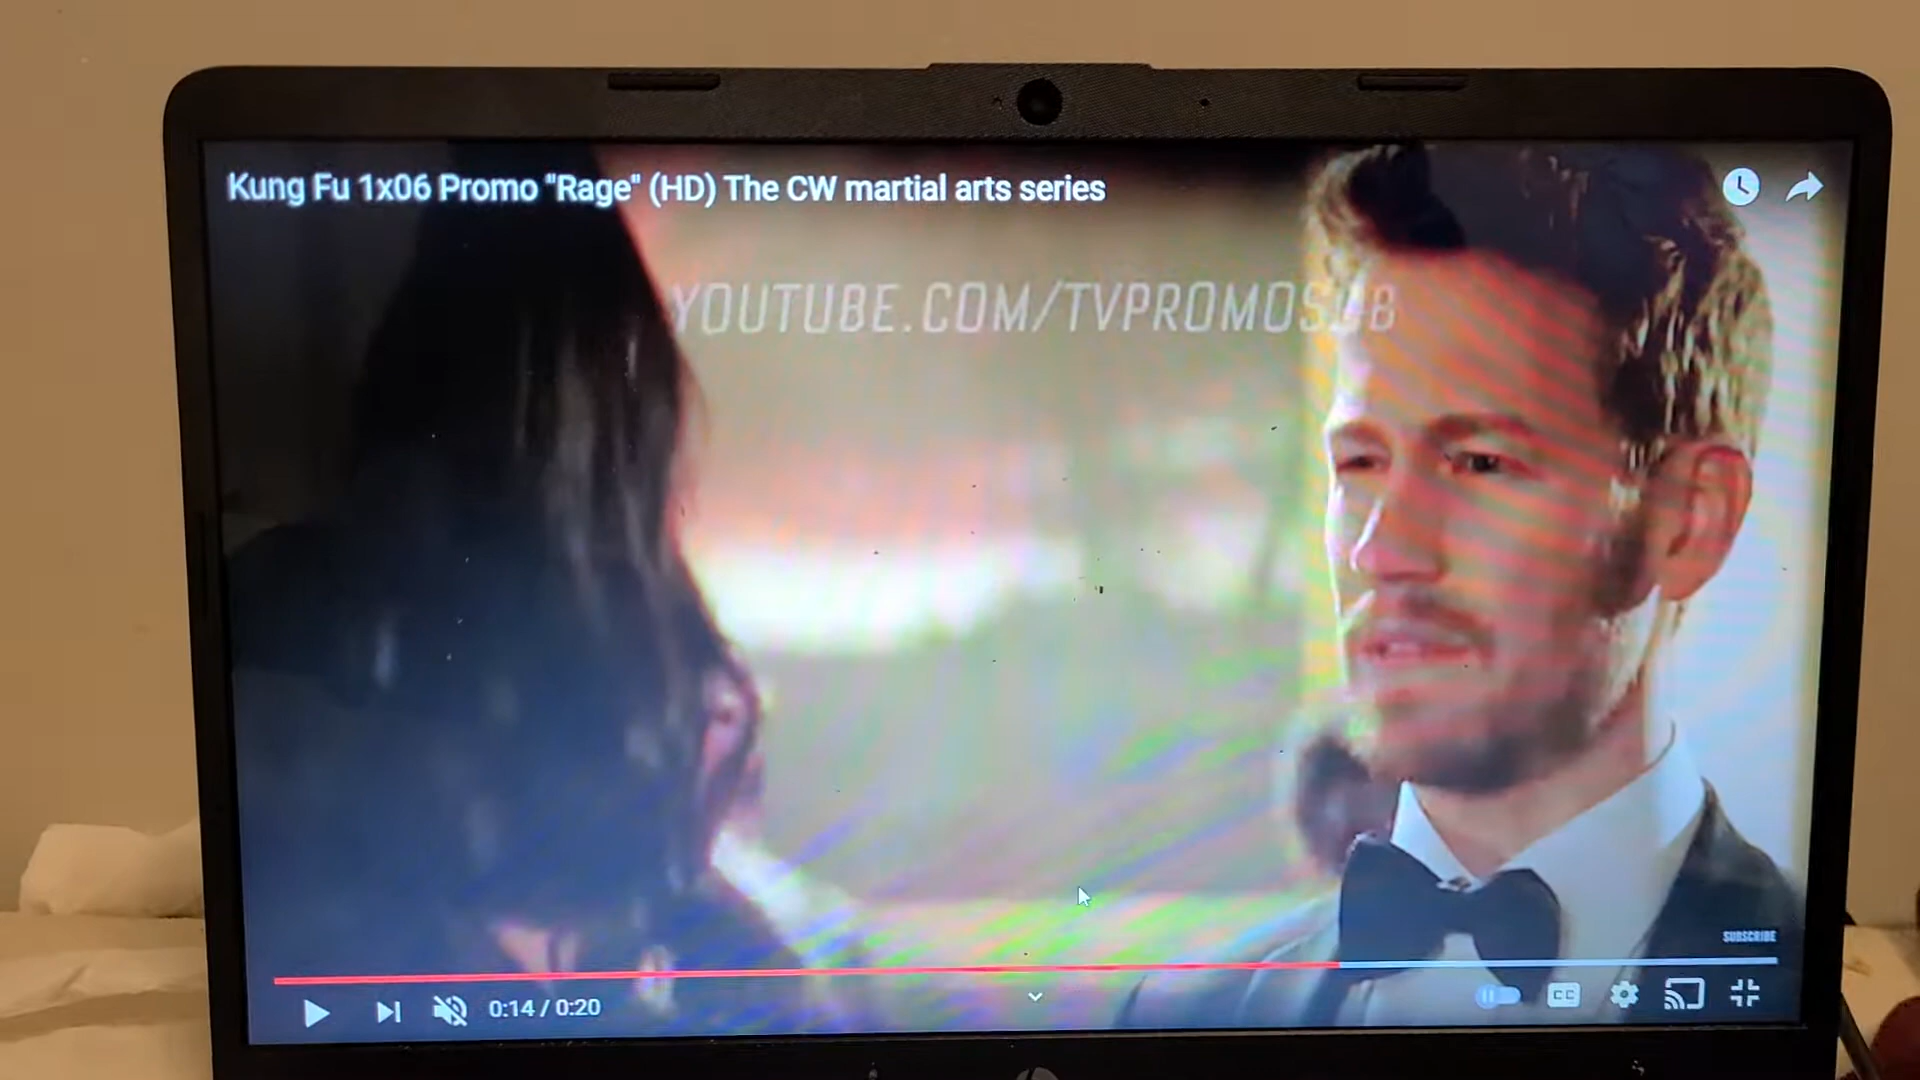 Kung Fu 1x06 Promo "Rage" (HD) The CW martial arts series
YOUTUBE.COM/TVPROMOSDB
SUBSCRIBE
0:14 / 0:20
CC